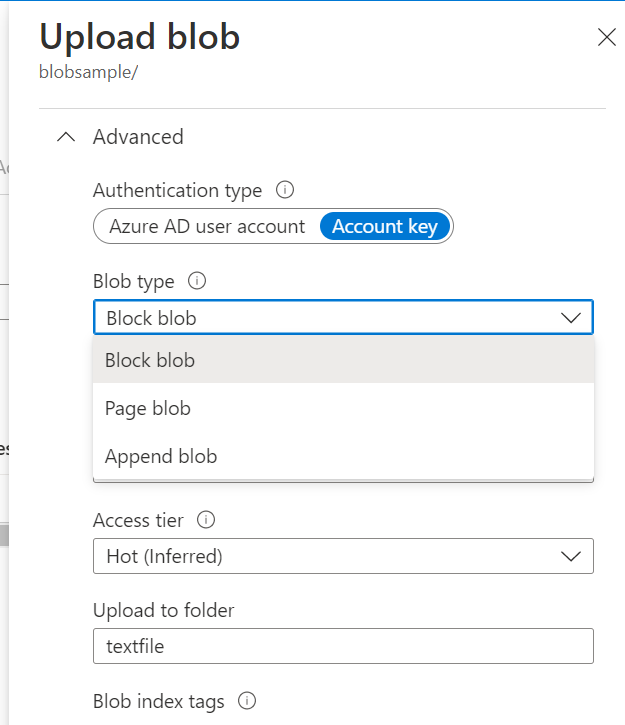 Upload blob
blobsample/
Advanced
Authentication type
Azure AD user account Account key
Blob type
Block blob
Block blob
Page blob
Append blob
Access tier
Hot (Inferred)
Upload to folder
textfile
Blob index tags